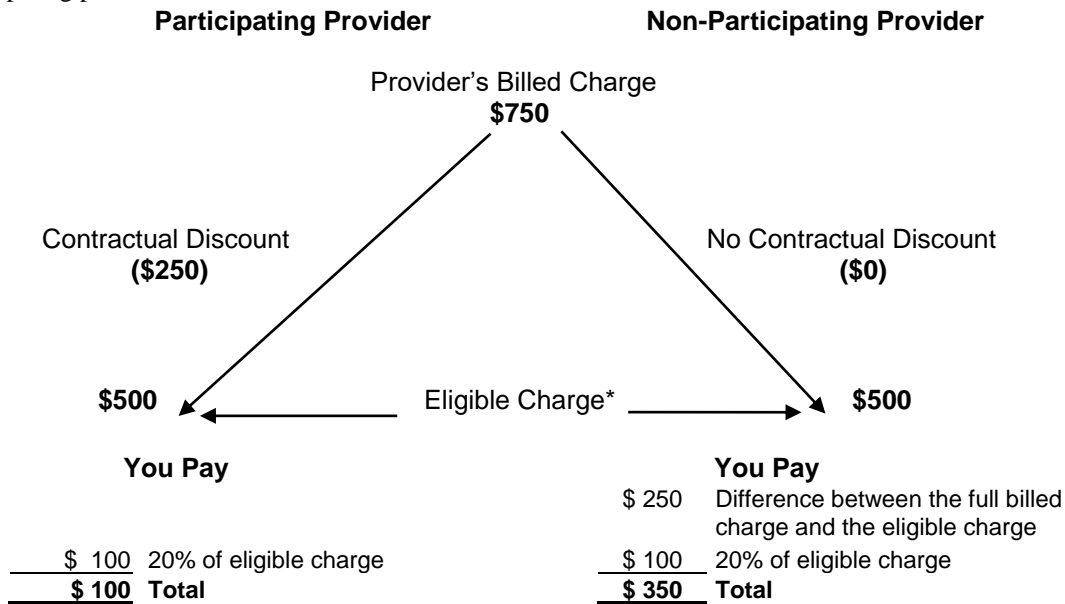 Participating Provider Non-Participating Provider
Provider's Billed Charge
$750
Contractual Discount
($250)
No Contractual Discount
($0)
$500 Eligible Charge* $500
You Pay
$ 100 20% of eligible charge
$ 100 Total
You Pay
$ 250 Difference between the full billed
charge and the eligible charge
$ 100 20% of eligible charge
$ 350 Total